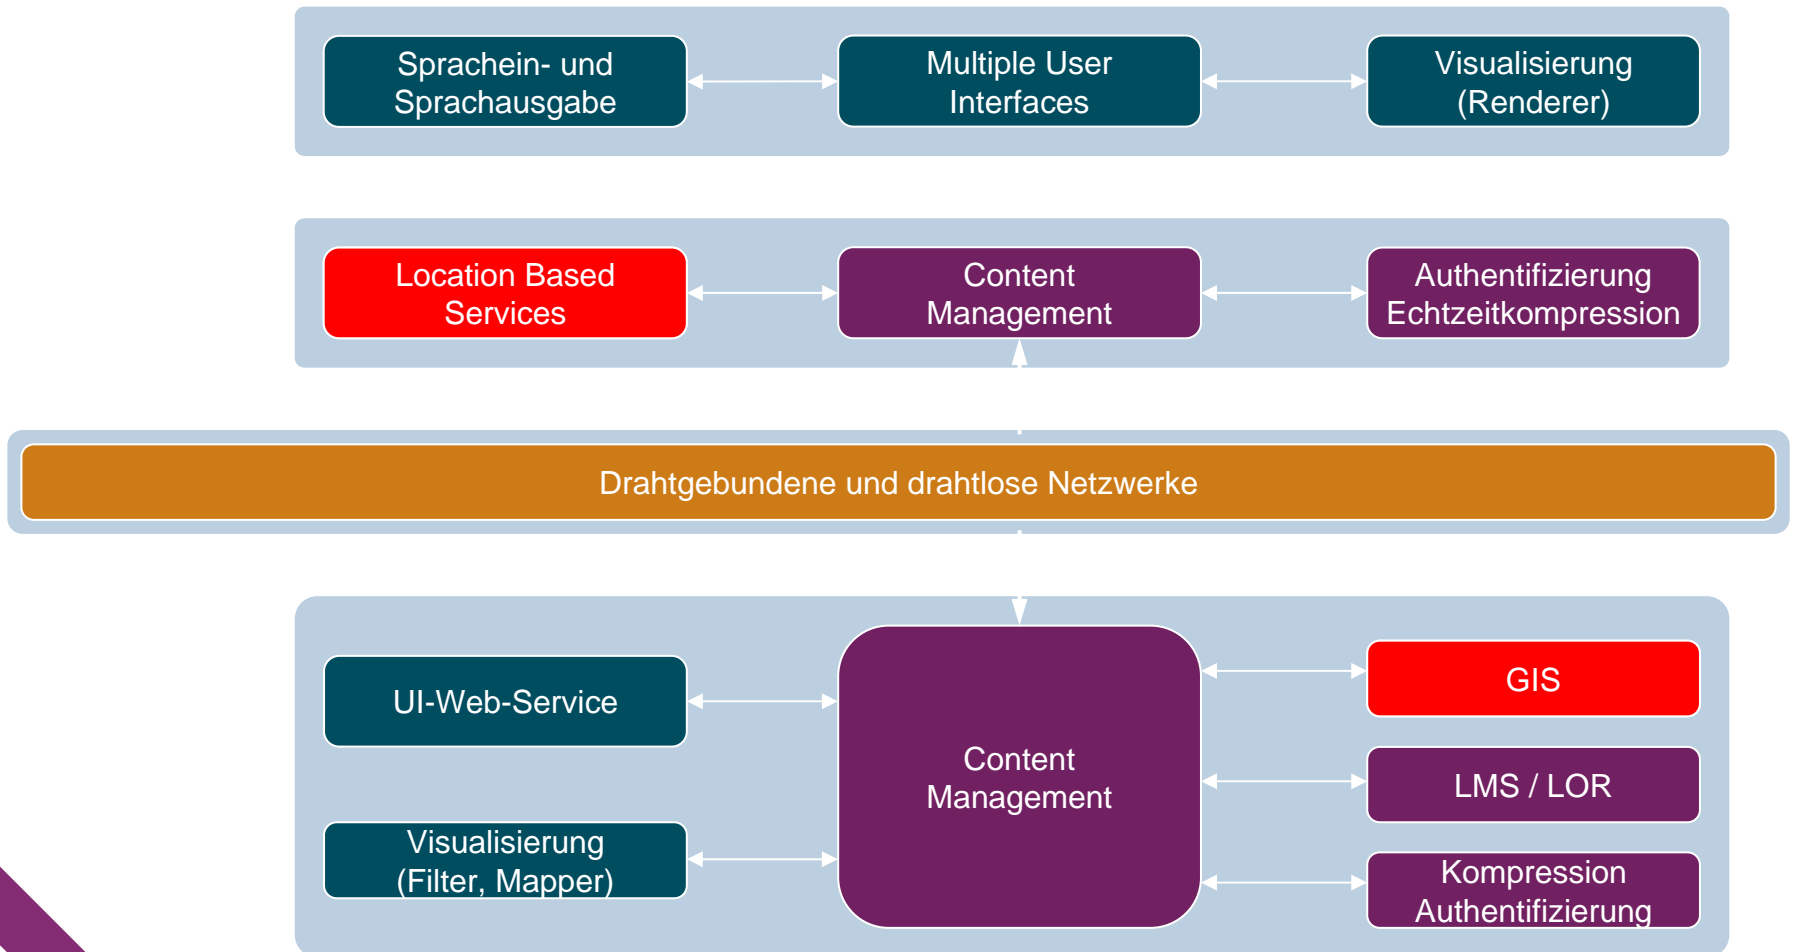 Sprachein- und
Sprachausgabe
Multiple User
Interfaces
Visualisierung
(Renderer)
Location Based
Services
Content
Management
Authentifizierung
Echtzeitkompression
Drahtgebundene und drahtlose Netzwerke
UI-Web-Service
Visualisierung
(Filter, Mapper)
Content
Management
GIS
LMS / LOR
Kompression
Authentifizierung